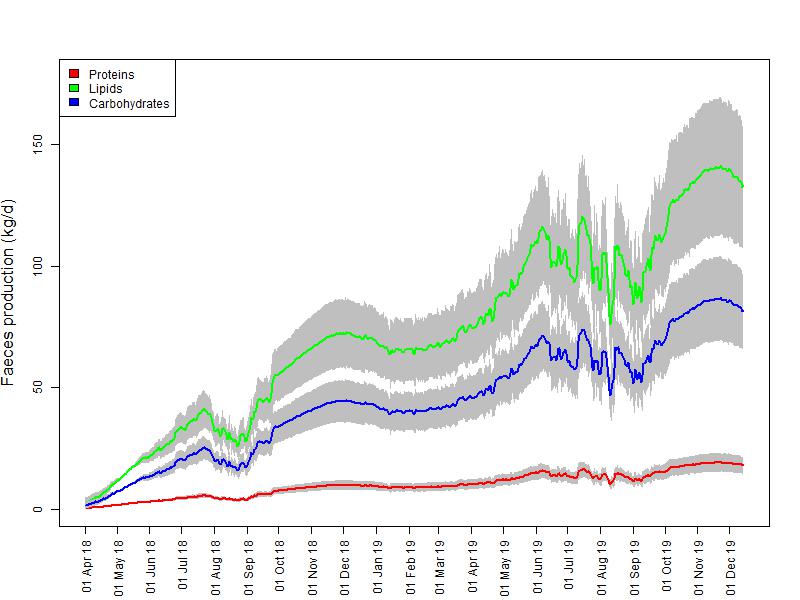 Proteins
Lipids
Carbohydrates
Faeces production (kg/d)
150
100
50
0
01 Apr 18
01 May 18
01 Jun 18
01 Jul 18
01 Aug 18
01 Sep 18
01 Oct 18
01 Nov 18
01 Dec 18
01 Jan 19
01 Feb 19
01 Mar 19
01 Apr 19
01 May 19
01 Jun 19
01 Jul 19
01 Aug 19
01 Sep 19
01 Oct 19
01 Nov 19
01 Dec 19